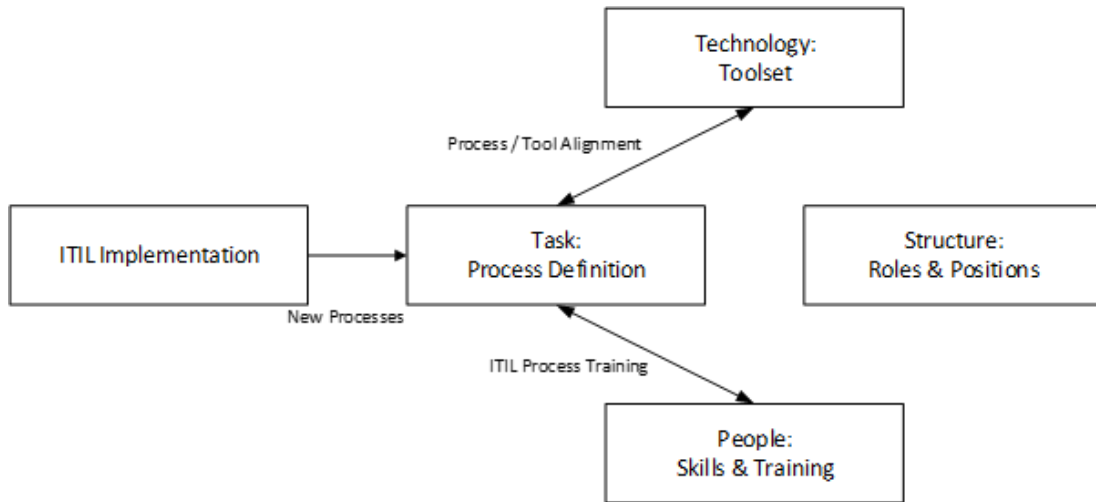 Technology:
Toolset
Process / Tool Alignment
ITIL Implementation
New Processes
Task:
Process Definition
Structure:
Roles & Positions
ITIL Process Training
People:
Skills & Training